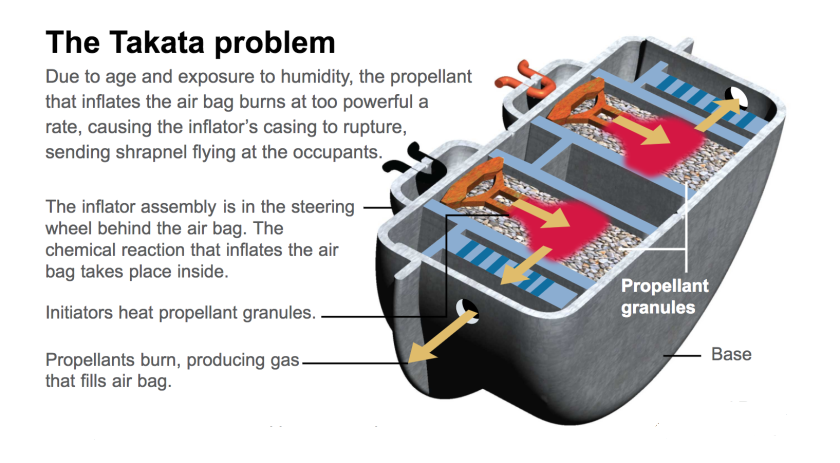 The Takata problem
Due to age and exposure to humidity, the propellant
that inflates the air bag burns at too powerful a
rate, causing the inflator’s casing to rupture,
sending shrapnel flying at the occupants.
The inflator assembly is in the steering
wheel behind the air bag. The
chemical reaction that inflates the air
bag takes place inside.
Initiators heat propellant granules.
Propellants burn, producing gas
that fills air bag.
Propellant
granules
Base